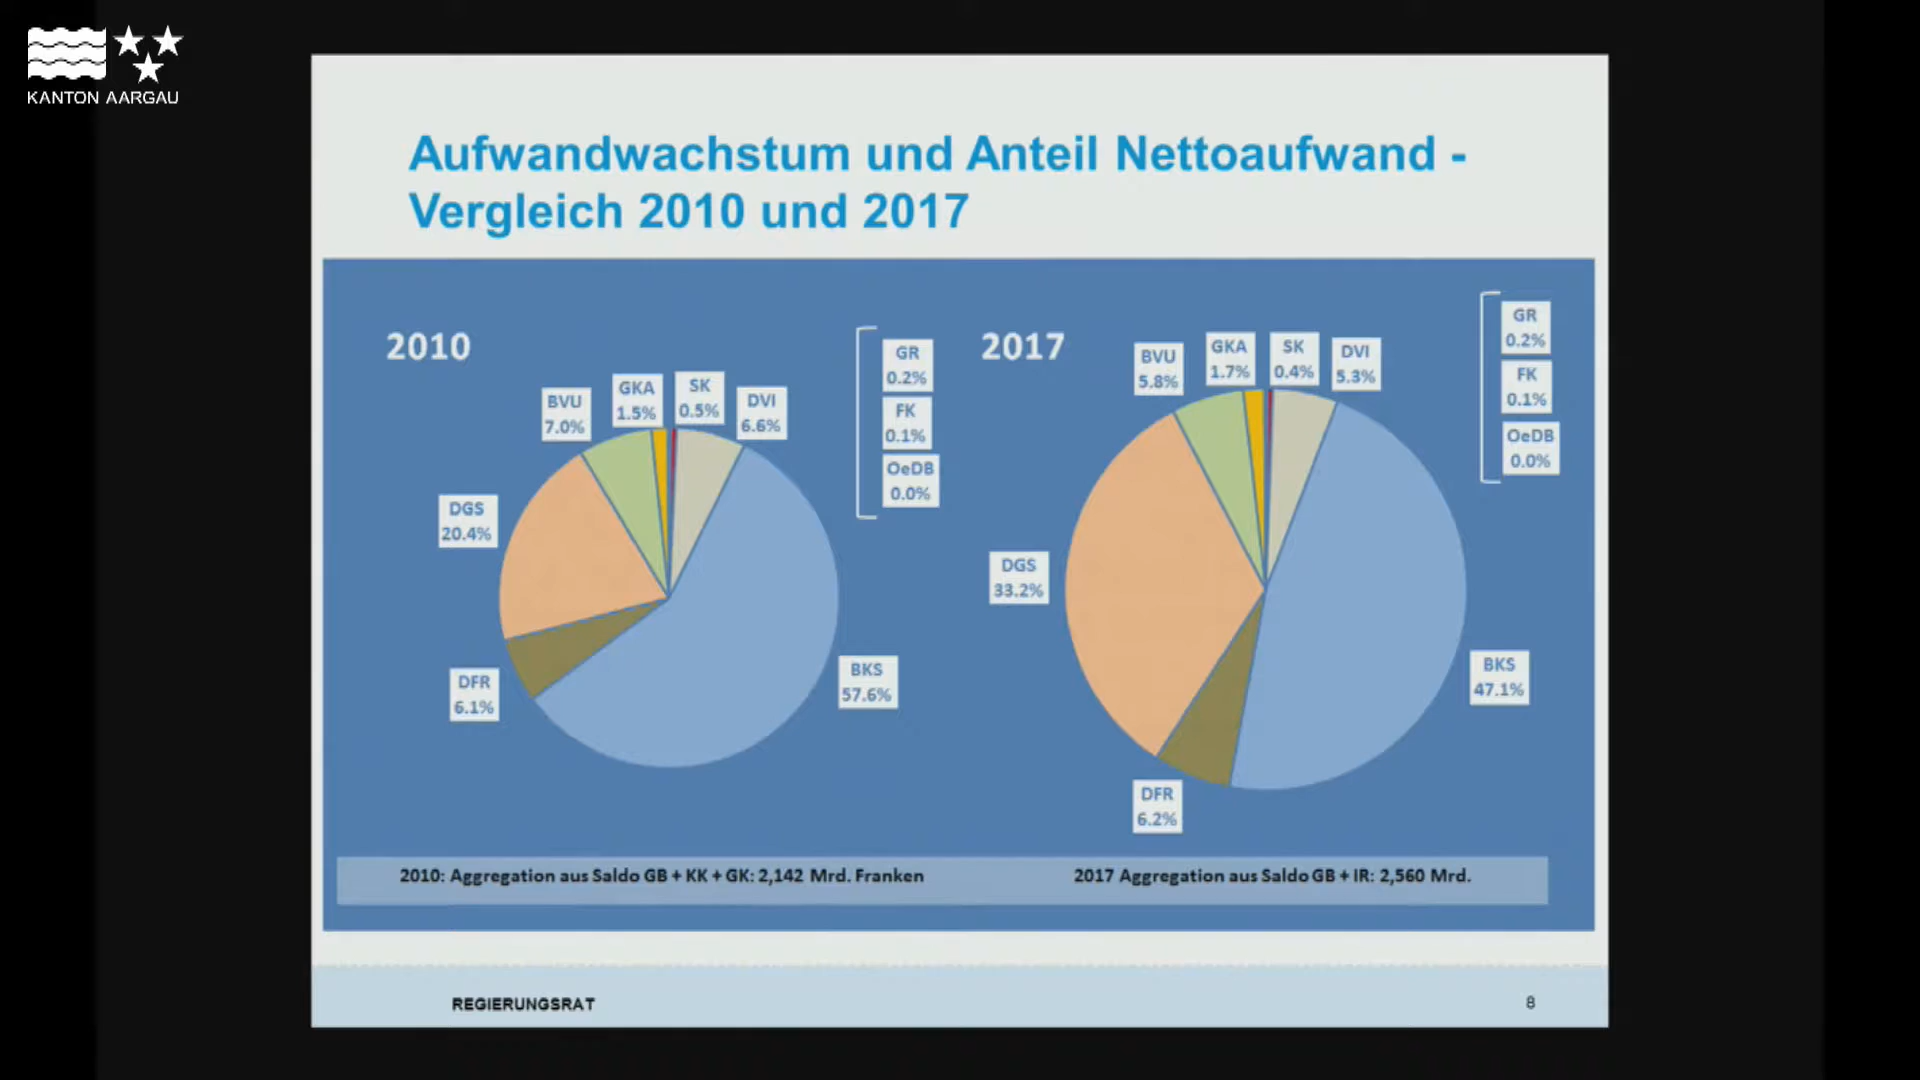 KANTON AARGAU
Aufwandwachstum und Anteil Nettoaufwand -
Vergleich 2010 und 2017
2010
BVU
7.0%
GKA
1.5%
SK
0.5%
DVI
6.6%
GR
0.2%
FK
0.1%
OeDB
0.0%
DGS
20.4%
DFR
6.1%
BKS
57.6%
2017
BVU
5.8%
GKA
1.7%
SK
0.4%
DVI
5.3%
GR
0.2%
FK
0.1%
OeDB
0.0%
DGS
33.2%
BKS
47.1%
DFR
6.2%
2010: Aggregation aus Saldo GB + KK + GK: 2,142 Mrd. Franken
2017 Aggregation aus Saldo GB + IR: 2,560 Mrd.
REGIERUNGSRAT
8